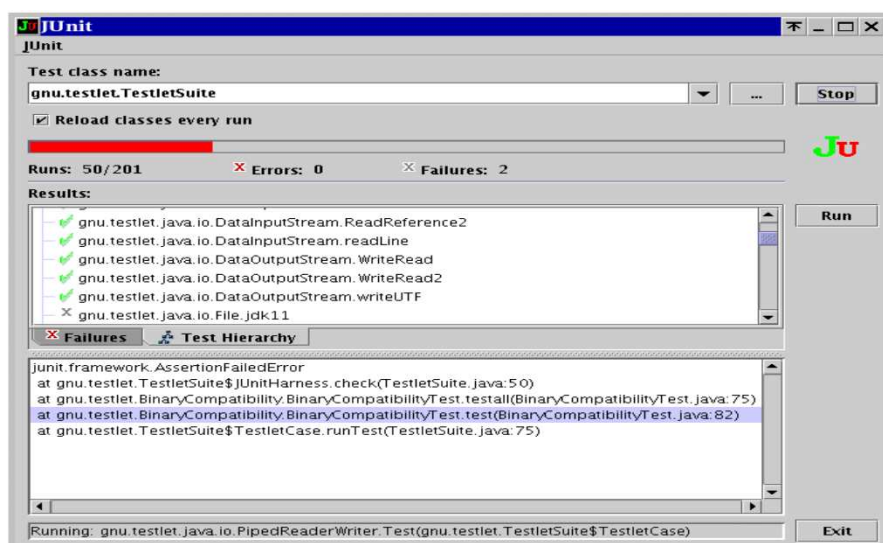 JU JUnit
JUnit
Test class name:
gnu.testlet.TestletSuite
...
Stop
Reload classes every run
JU
Runs: 50/201
Errors: 0
Failures: 2
Results:
gnu.testlet.java.io.DataInputStream.ReadReference2
gnu.testlet.java.io.DataInputStream.readLine
gnu.testlet.java.io.DataOutputStream.WriteRead
gnu.testlet.java.io.DataOutputStream.WriteRead2
gnu.testlet.java.io.DataOutputStream.writeUTF
gnu.testlet.java.io.File.jdk11
Run
Failures
Test Hierarchy
junit.framework.AssertionFailedError
at gnu.testlet.TestletSuite$JUnitHarness.check(TestletSuite.java:50)
at gnu.testlet.BinaryCompatibility.BinaryCompatibilityTest.testall(BinaryCompatibilityTest.java:75)
at gnu.testlet.BinaryCompatibility.BinaryCompatibilityTest.test(BinaryCompatibilityTest.java:82)
at gnu.testlet.TestletSuite$TestletCase.runTest(TestletSuite.java:75)
Running: gnu.testlet.java.io.PipedReaderWriter.Test(gnu.testlet.TestletSuite$TestletCase)
Exit